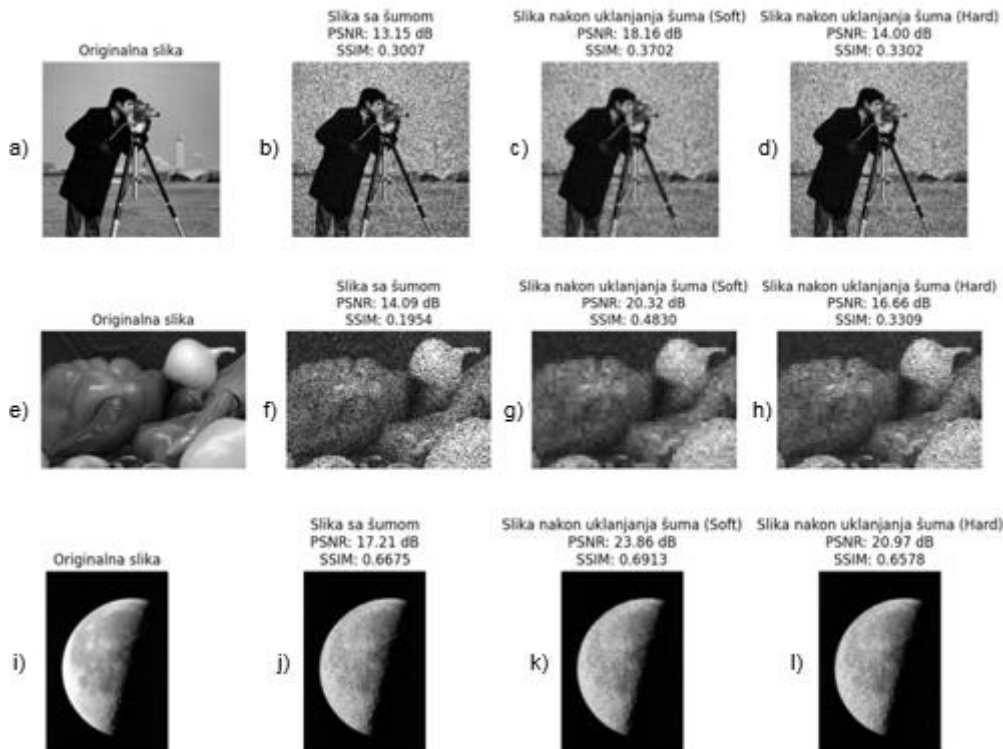 Originalna slika
Slika sa šumom
PSNR: 13.15 dB
SSIM: 0.3007
Slika nakon uklanjanja šuma (Soft)
PSNR: 18.16 dB
SSIM: 0.3702
Slika nakon uklanjanja šuma (Hard)
PSNR: 14.00 dB
SSIM: 0.3302
a)
b)
c)
d)
Originalna slika
Slika sa šumom
PSNR: 14.09 dB
SSIM: 0.1954
Slika nakon uklanjanja šuma (Soft)
PSNR: 20.32 dB
SSIM: 0.4830
Slika nakon uklanjanja šuma (Hard)
PSNR: 16.66 dB
SSIM: 0.3309
e)
f)
g)
h)
Originalna slika
Slika sa šumom
PSNR: 17.21 dB
SSIM: 0.6675
Slika nakon uklanjanja šuma (Soft)
PSNR: 23.86 dB
SSIM: 0.6913
Slika nakon uklanjanja šuma (Hard)
PSNR: 20.97 dB
SSIM: 0.6578
i)
j)
k)
l)